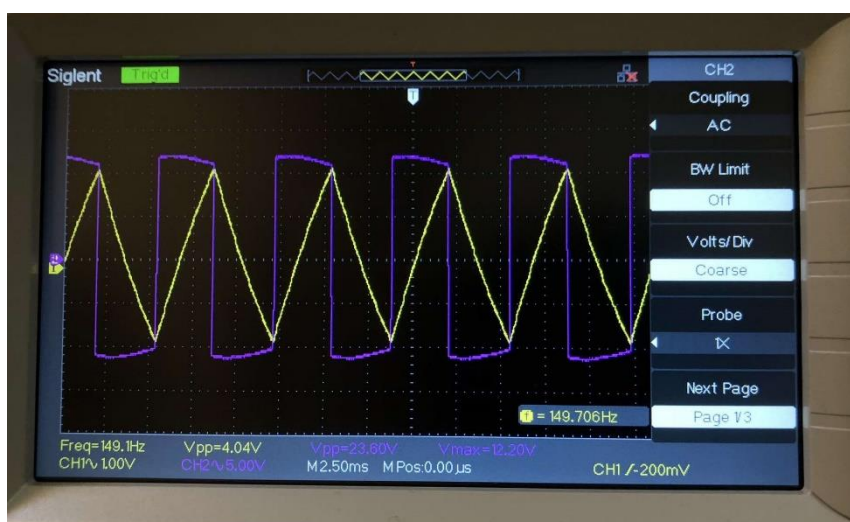 Siglent Trig'd
T
CH2
T
Coupling
AC
BW Limit
Off
Volts/Div
Coarse
Probe
1X
Next Page
Page 1/3
T = 149.706Hz
Freq=149.1Hz Vpp=4.04V Vpp=23.60V Vmax=12.20V
CH1∿ 1.00V CH2∿ 5.00V M 2.50ms M Pos:0.00µs CH1 /-200mV